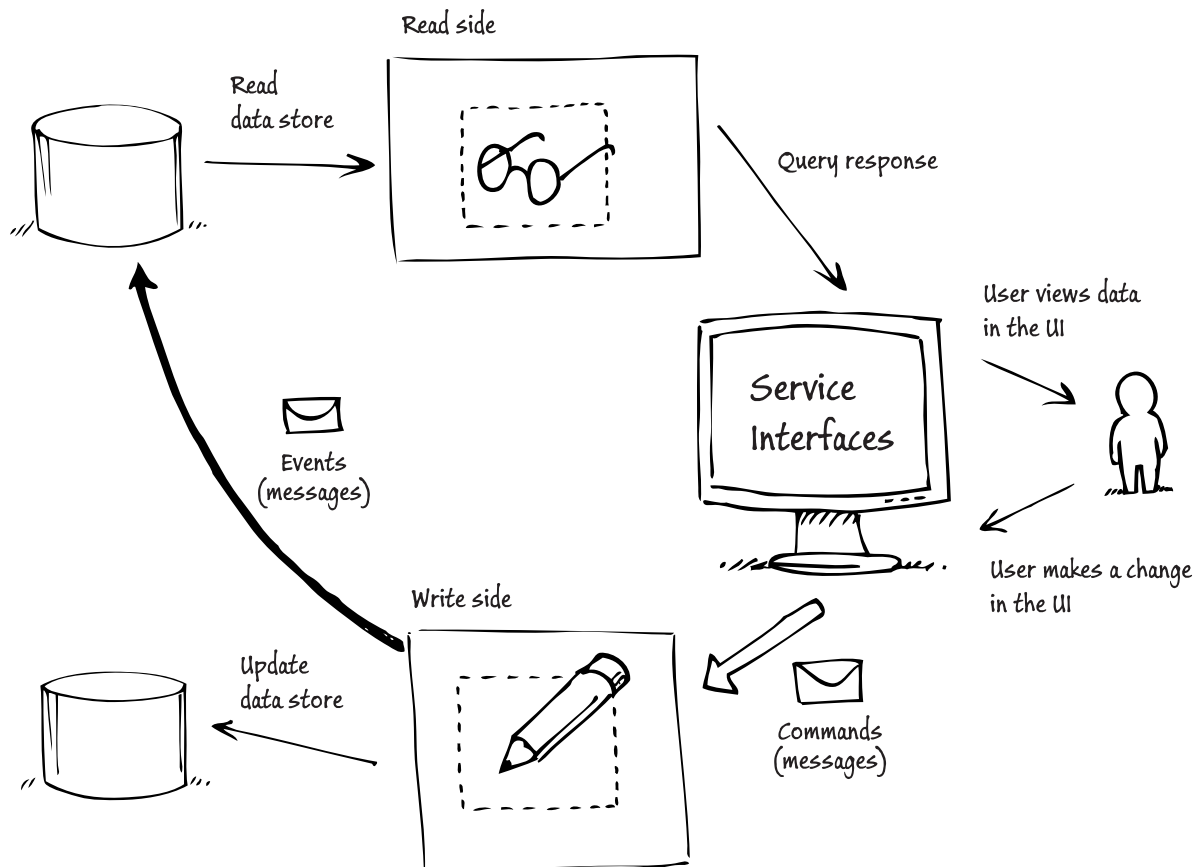 Read side
Read
data store
Query response
User views data
in the UI
Service
Interfaces
Events
(messages)
User makes a change
in the UI
Write side
Update
data store
Commands
(messages)